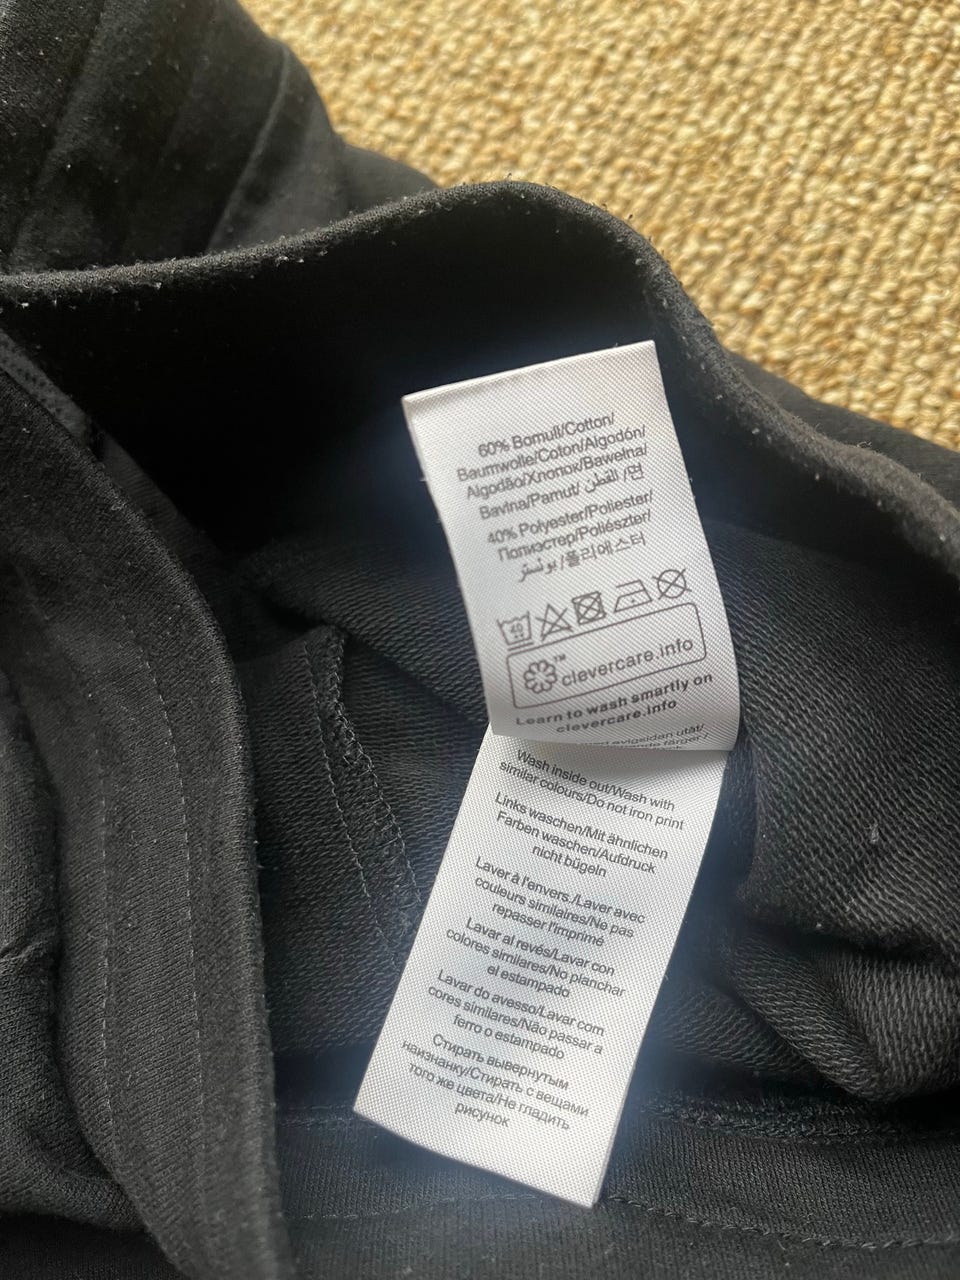 60% Bomull/Cotton/
Baumwolle/Coton/Algodón/
Algodão/Хлопок/Bawełna/
Bavlna/Pamut/ القطن /면
40% Polyester/Poliester/
Полиэстер/Poliészter/
بوليستر /폴리에스터
40
TM
clevercare.info
Learn to wash smartly on
clevercare.info
avigsidan utåt/
färger/
Wash inside out/Wash with
similar colours/Do not iron print
Links waschen/Mit ähnlichen
Farben waschen/Aufdruck
nicht bügeln
Laver à l'envers./Laver avec
couleurs similaires/Ne pas
repasser l'imprimé
Lavar al revés/Lavar con
colores similares/No planchar
el estampado
Lavar do avesso/Lavar com
cores similares/Não passar a
ferro o estampado
Стирать вывернутым
наизнанку/Стирать с вещами
того же цвета/Не гладить
рисунок